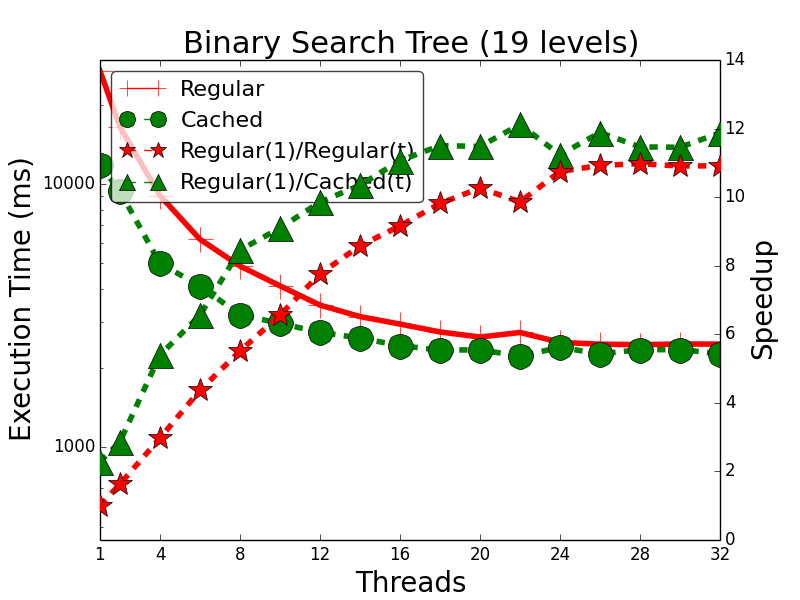 Binary Search Tree (19 levels)
Regular
Cached
Regular(1)/Regular(t)
Regular(1)/Cached(t)
Execution Time (ms)
10000
1000
Speedup
14
12
10
8
6
4
2
0
1 4 8 12 16 20 24 28 32
Threads